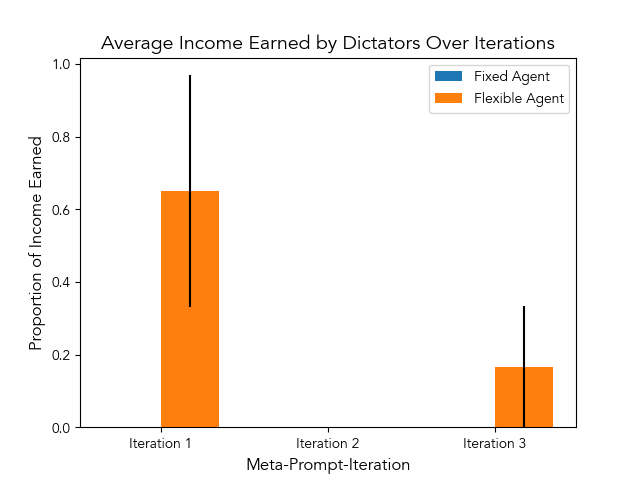 Average Income Earned by Dictators Over Iterations
1.0
0.8
0.6
0.4
0.2
0.0
Proportion of Income Earned
Fixed Agent
Flexible Agent
Iteration 1
Iteration 2
Iteration 3
Meta-Prompt-Iteration